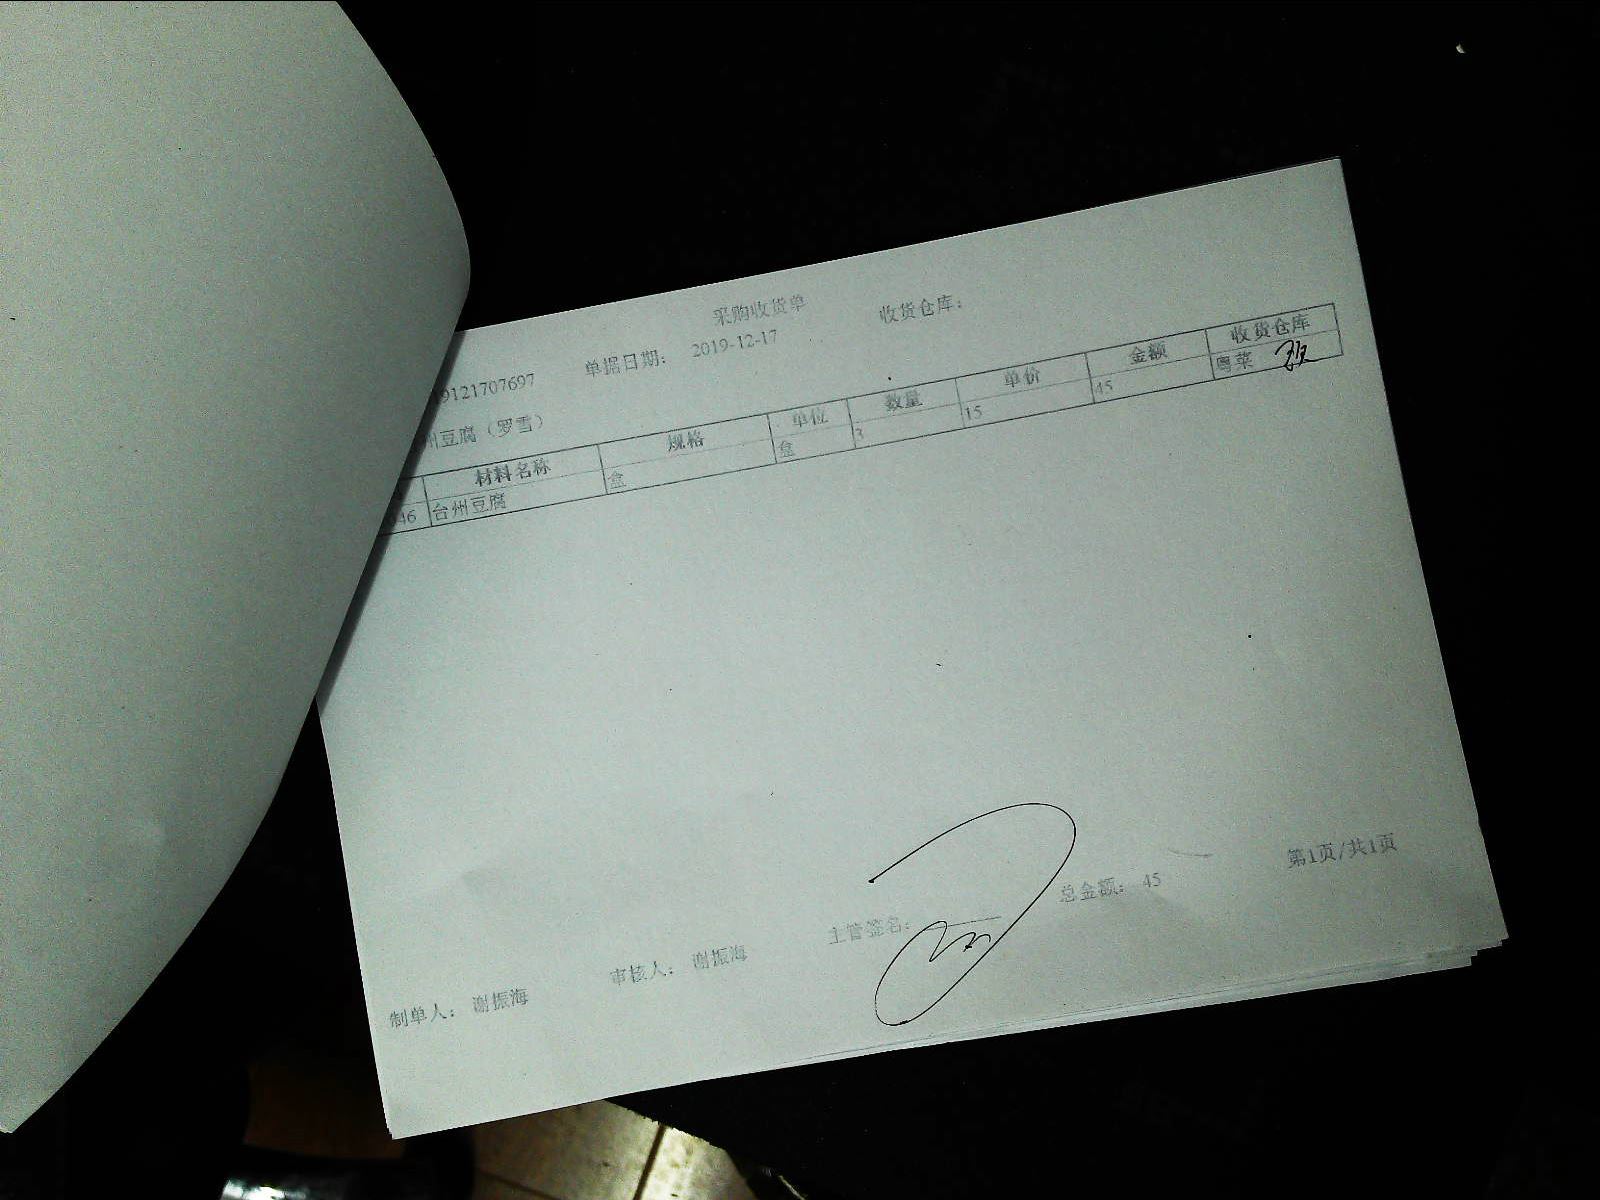 采购收货单
9121707697 单据日期: 2019-12-17 收货仓库:
州豆腐(罗雪)
材料名称 规格 单位 数量 单价 金额 收货仓库
46 台州豆腐 盒 盒 3 15 45 粤菜
制单人: 谢振海 审核人: 谢振海 主管签名: 总金额: 45 第1页/共1页